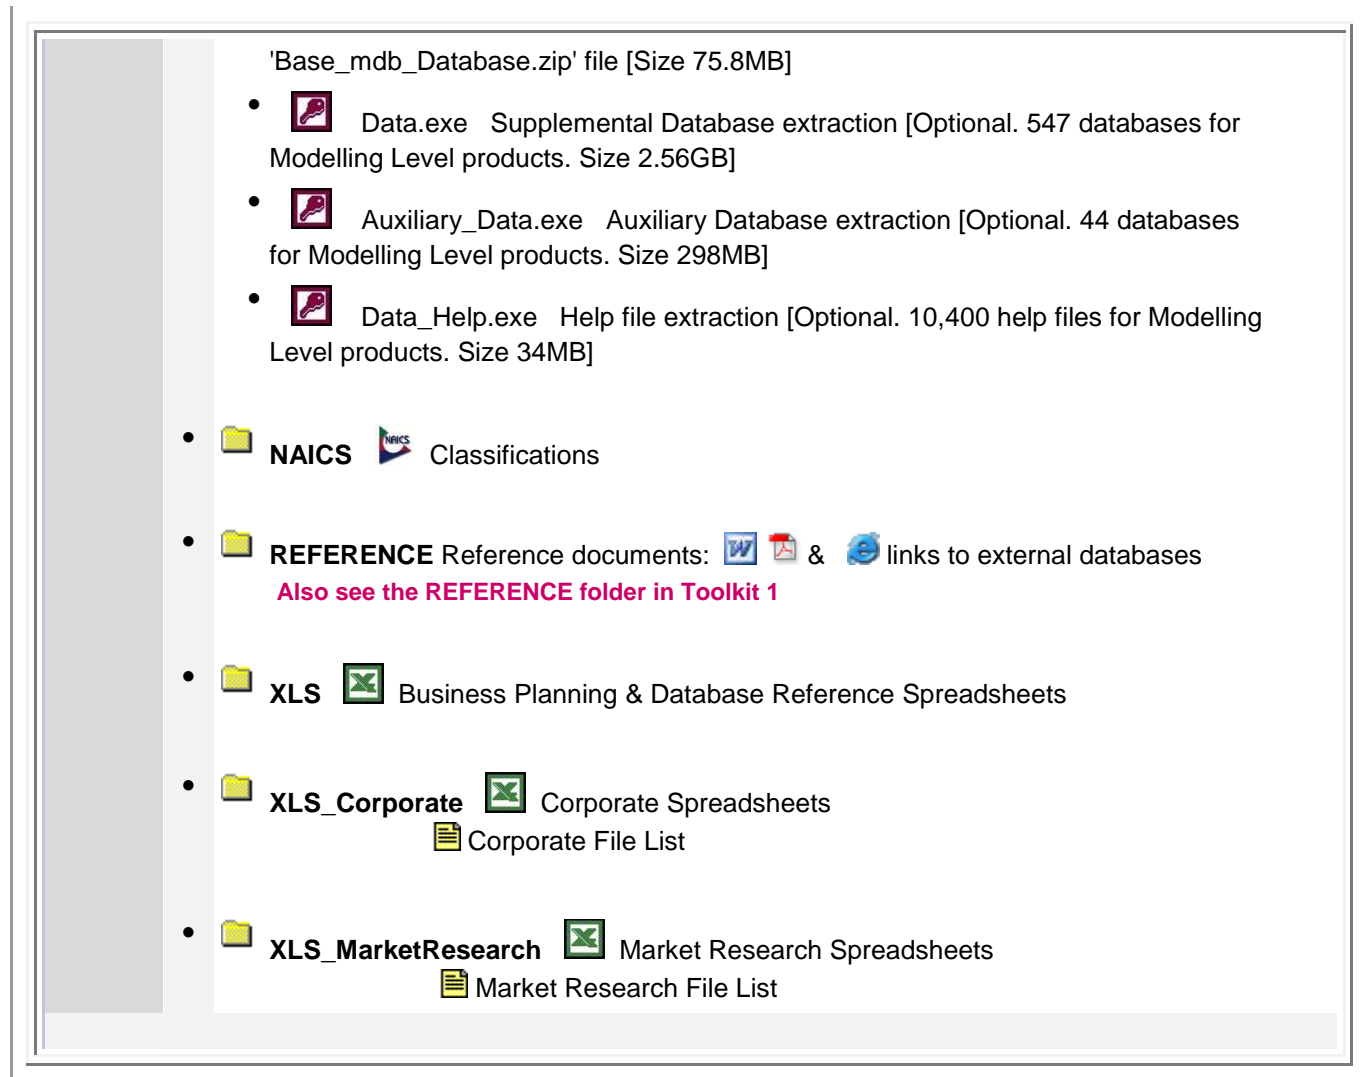 'Base_mdb_Database.zip' file [Size 75.8MB]
Data.exe Supplemental Database extraction [Optional. 547 databases for
Modelling Level products. Size 2.56GB]
Auxiliary_Data.exe Auxiliary Database extraction [Optional. 44 databases
for Modelling Level products. Size 298MB]
Data_Help.exe Help file extraction [Optional. 10,400 help files for Modelling
Level products. Size 34MB]
NAICS NAICS Classifications
REFERENCE Reference documents: W & links to external databases
Also see the REFERENCE folder in Toolkit 1
XLS Business Planning & Database Reference Spreadsheets
XLS_Corporate Corporate Spreadsheets
Corporate File List
XLS_MarketResearch Market Research Spreadsheets
Market Research File List